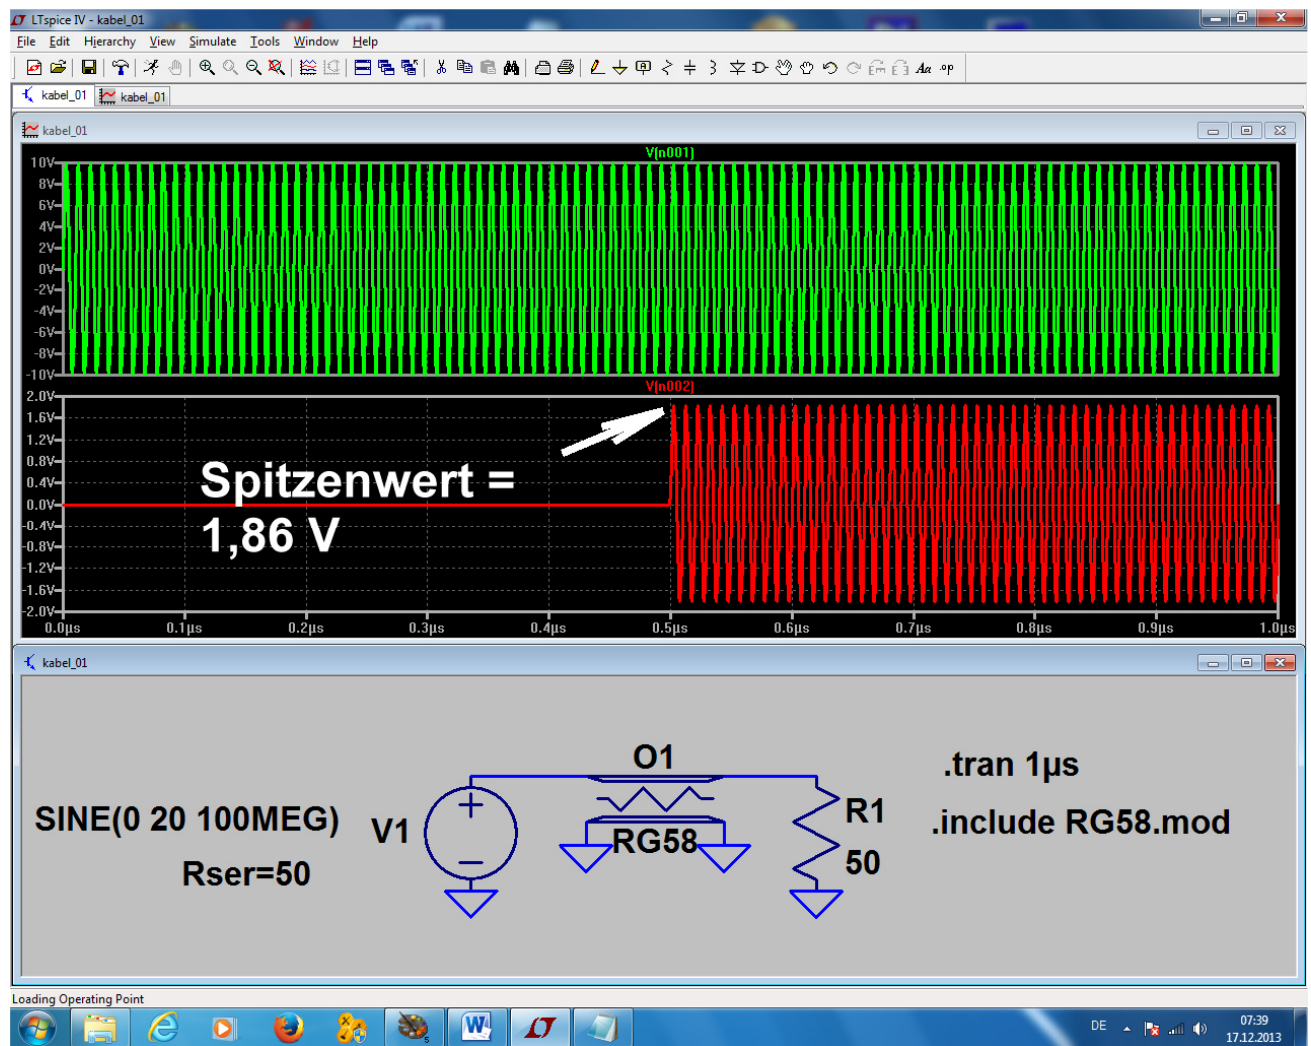 LTspice IV - kabel_01
File Edit Hierarchy View Simulate Tools Window Help
Aa .op
kabel_01 kabel_01
kabel_01
V(n001)
10V
8V
6V
4V
2V
0V
-2V
-4V
-6V
-8V
-10V
V(n002)
2.0V
1.6V
1.2V
0.8V
0.4V
0.0V
-0.4V
-0.8V
-1.2V
-1.6V
-2.0V
Spitzenwert =
1,86 V
0.0µs 0.1µs 0.2µs 0.3µs 0.4µs 0.5µs 0.6µs 0.7µs 0.8µs 0.9µs 1.0µs
kabel_01
O1
.tran 1µs
SINE(0 20 100MEG)
V1
R1
.include RG58.mod
RG58
Rser=50
50
Loading Operating Point
DE
07:39
17.12.2013